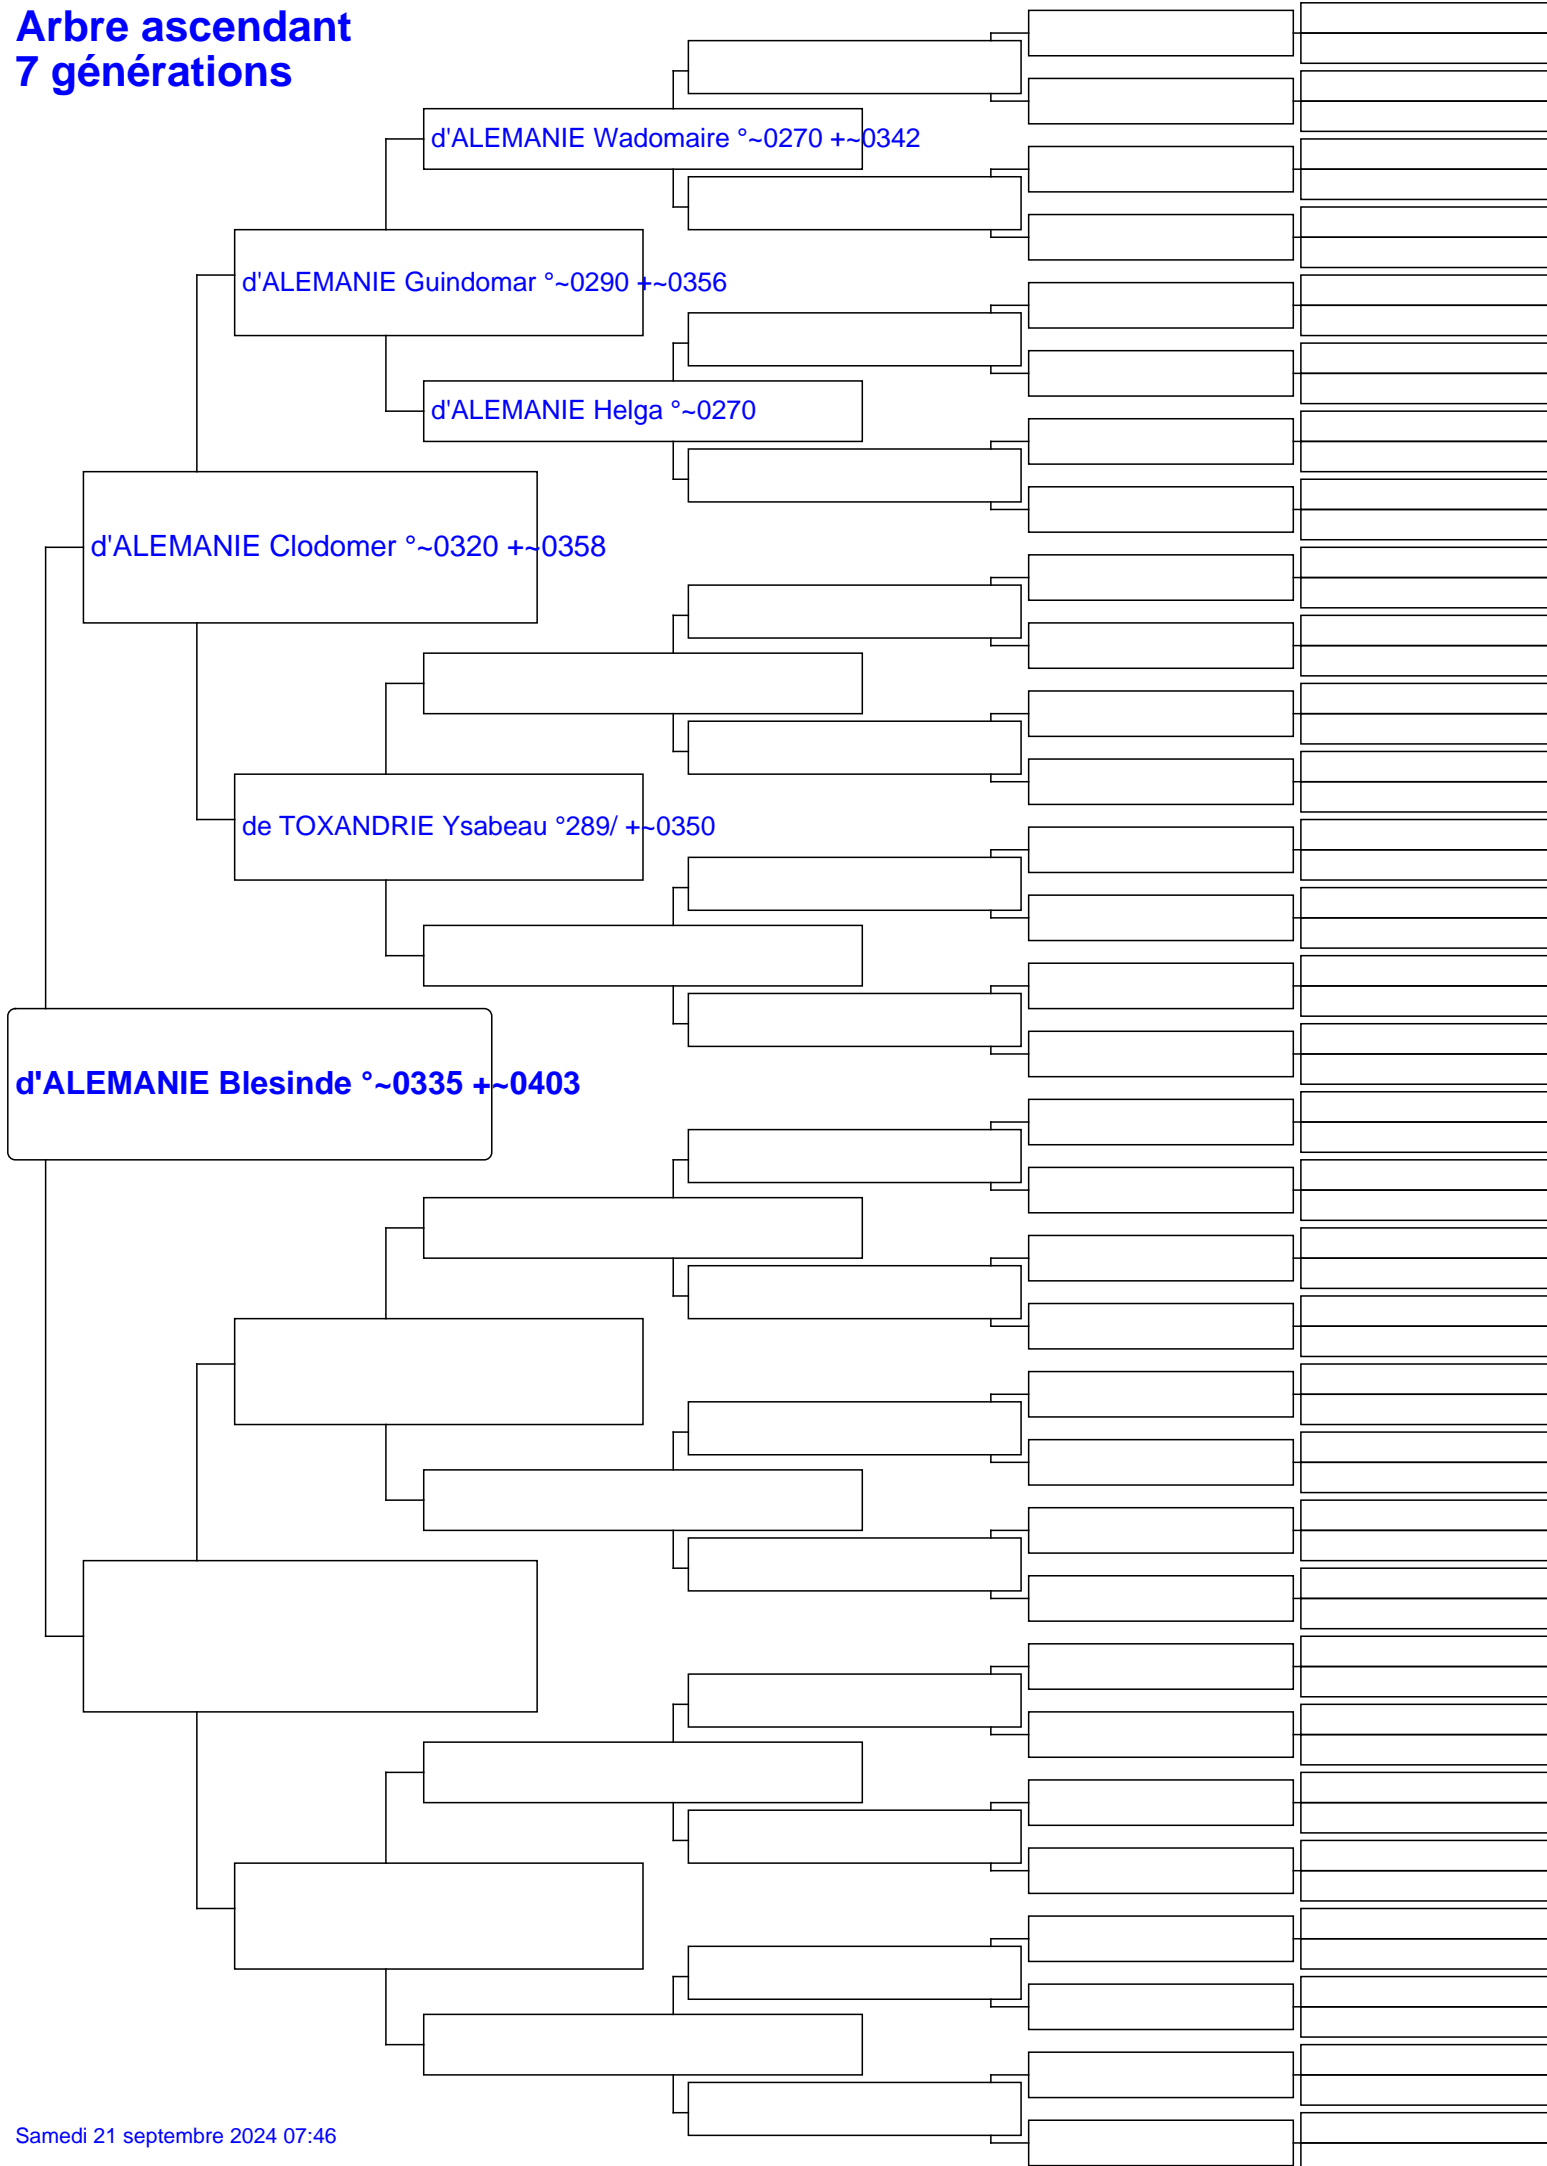 Arbre ascendant
7 générations
d'ALEMANIE Wadomaire °~0270 +~0342
d'ALEMANIE Guindomar °~0290 +~0356
d'ALEMANIE Helga °~0270
d'ALEMANIE Clodomer °~0320 +~0358
de TOXANDRIE Ysabeau °289/ +~0350
d'ALEMANIE Blesinde °~0335 +~0403
Samedi 21 septembre 2024 07:46